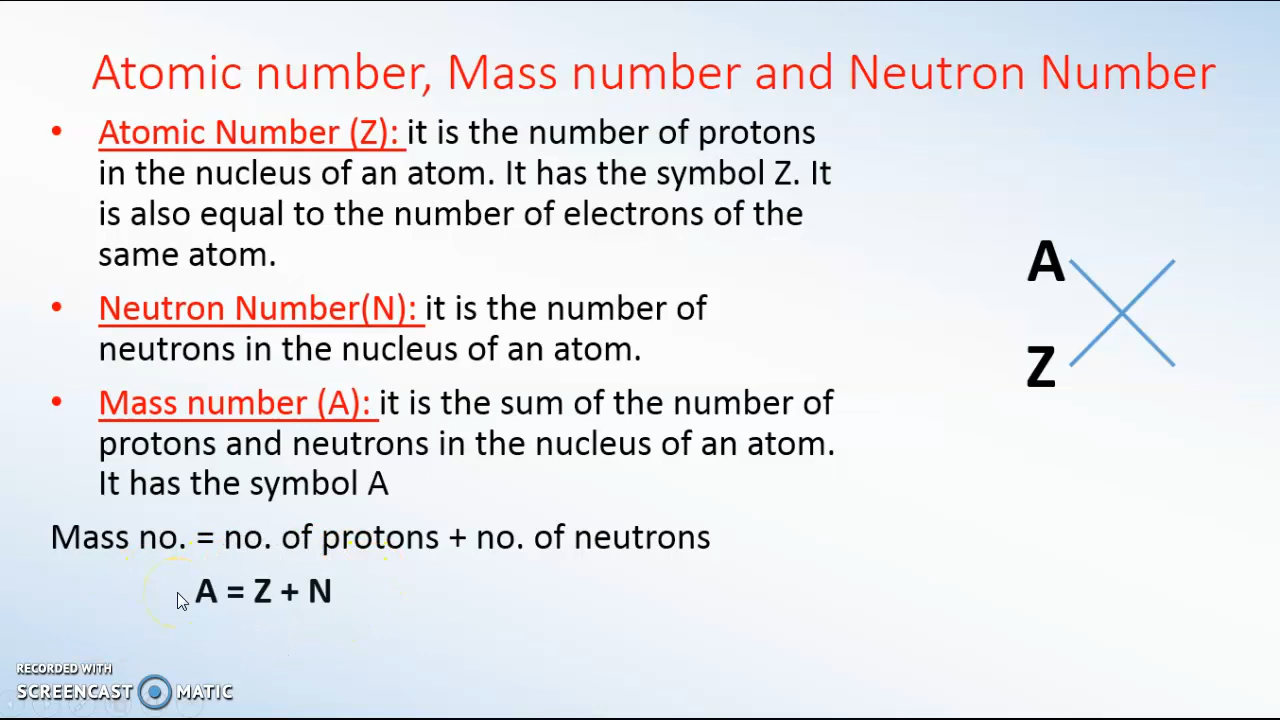 Atomic number, Mass number and Neutron Number
• Atomic Number (Z): it is the number of protons
in the nucleus of an atom. It has the symbol Z. It
is also equal to the number of electrons of the
same atom.
• Neutron Number(N): it is the number of
neutrons in the nucleus of an atom.
• Mass number (A): it is the sum of the number of
protons and neutrons in the nucleus of an atom.
It has the symbol A
Mass no. = no. of protons + no. of neutrons
A = Z + N
A
Z
RECORDED WITH
SCREENCAST MATIC